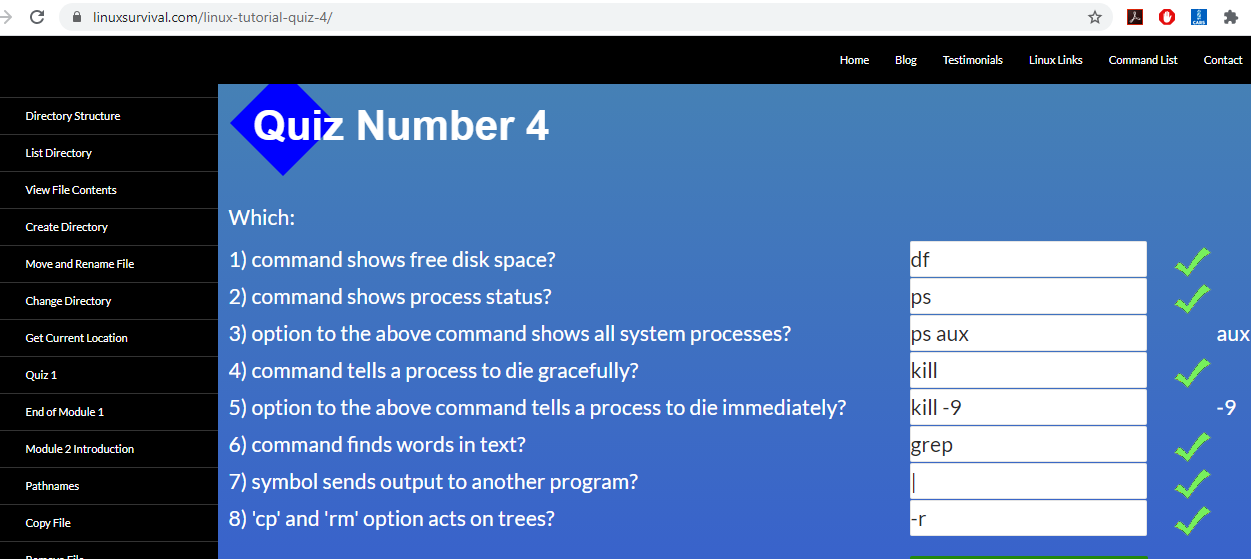 linuxsurvival.com/linux-tutorial-quiz-4/
CARE
Home Blog Testimonials Linux Links Command List Contact
Directory Structure
List Directory
View File Contents
Create Directory
Move and Rename File
Change Directory
Get Current Location
Quiz 1
End of Module 1
Module 2 Introduction
Pathnames
Copy File
Remove File
Quiz Number 4
Which:
1) command shows free disk space? df
2) command shows process status? ps
3) option to the above command shows all system processes? ps aux aux
4) command tells a process to die gracefully? kill
5) option to the above command tells a process to die immediately? kill -9 -9
6) command finds words in text? grep
7) symbol sends output to another program? |
8) 'cp' and 'rm' option acts on trees? -r